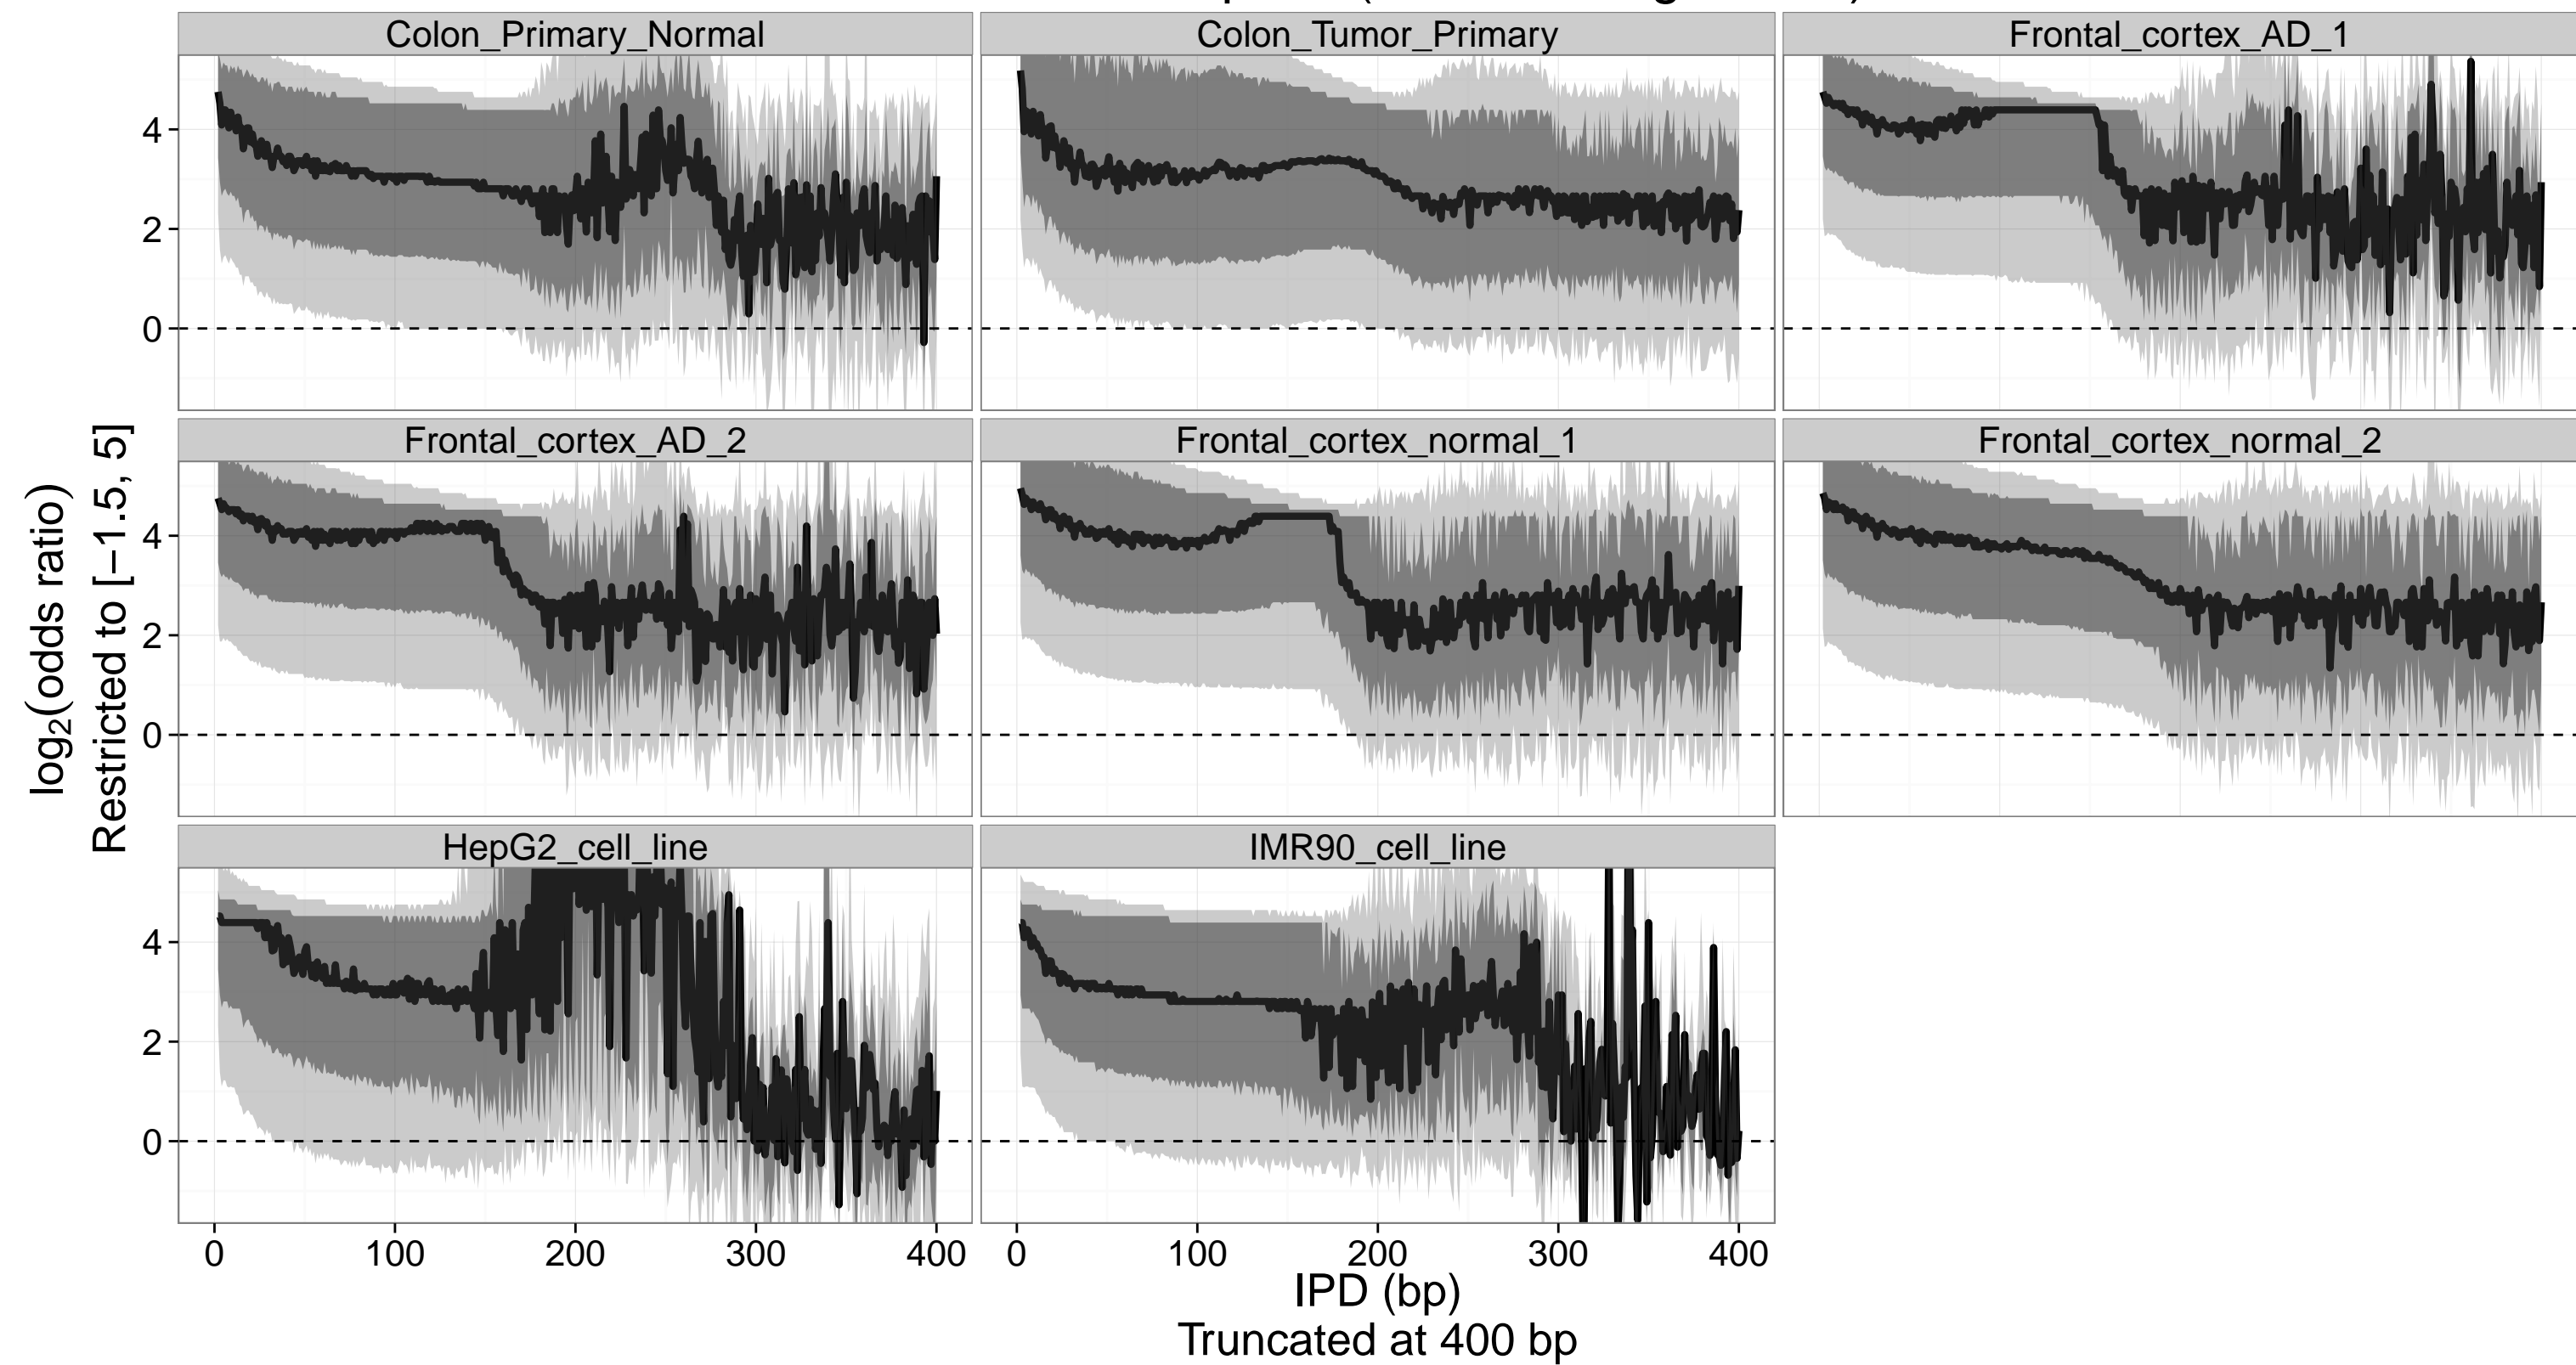 Colon_Primary_Normal
Colon_Tumor_Primary
Frontal_cortex_AD_1
4
2
0
Frontal_cortex_AD_2
Frontal_cortex_normal_1
Frontal_cortex_normal_2
4
2
0
log₂(odds ratio)
Restricted to [−1.5, 5]
HepG2_cell_line
IMR90_cell_line
4
2
0
0 100 200 300 400
0 100 200 300 400
IPD (bp)
Truncated at 400 bp